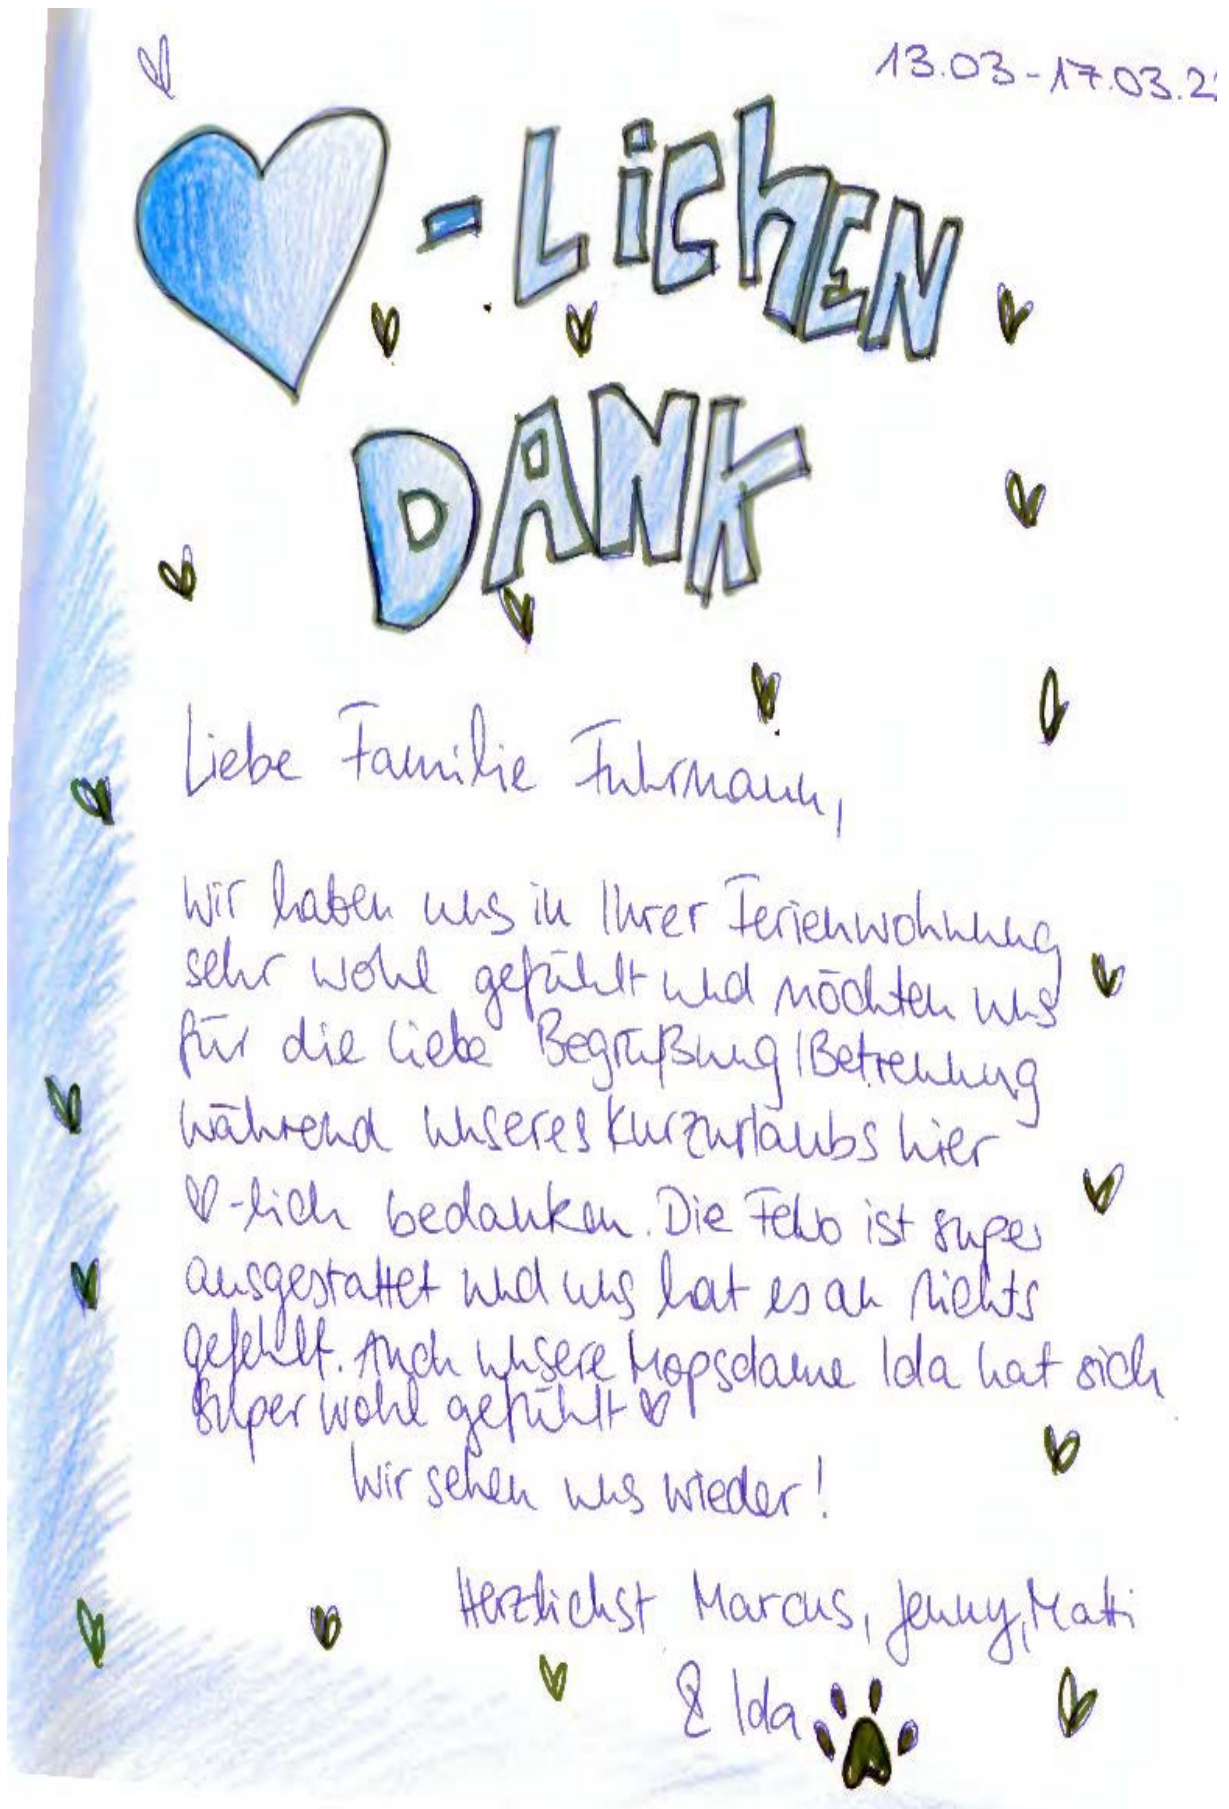 13.03-17.03.2
♥-LICHEN
DANK
Liebe Familie Fuhrmann,
wir haben uns in Ihrer Ferienwohnung
sehr wohl gefühlt und möchten uns
für die liebe Begrüßung/Betreuung
während unseres Kurzurlaubs hier
♥-lich bedanken. Die FeWo ist super
ausgestattet und uns hat es an nichts
gefehlt. Auch unsere Mopsdame Ida hat sich
super wohl gefühlt ♥
Wir sehen uns wieder!
Herzlichst Marcus, Jenny, Matti
& Ida